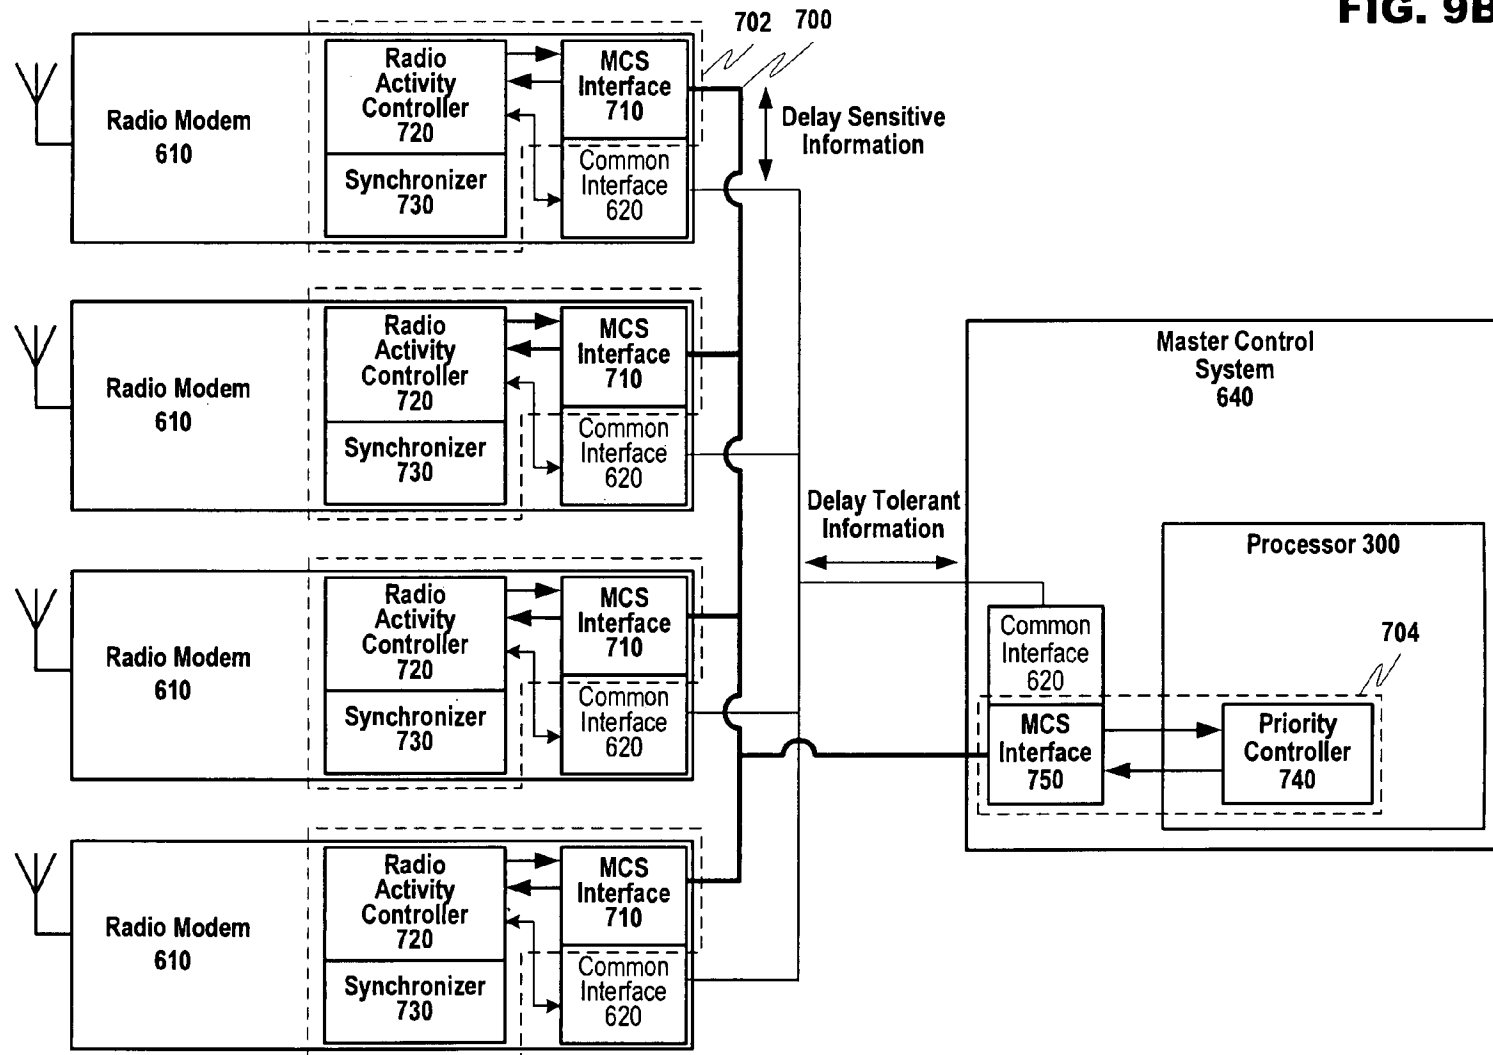 FIG. 9B
702 700
Radio
Activity
Controller
720
MCS
Interface
710
Radio Modem
610
Synchronizer
730
Common
Interface
620
Delay Sensitive
Information
Radio
Activity
Controller
720
MCS
Interface
710
Radio Modem
610
Synchronizer
730
Common
Interface
620
Master Control
System
640
Delay Tolerant
Information
Processor 300
Radio
Activity
Controller
720
MCS
Interface
710
Radio Modem
610
Synchronizer
730
Common
Interface
620
Common
Interface
620
704
MCS
Interface
750
Priority
Controller
740
Radio
Activity
Controller
720
MCS
Interface
710
Radio Modem
610
Synchronizer
730
Common
Interface
620